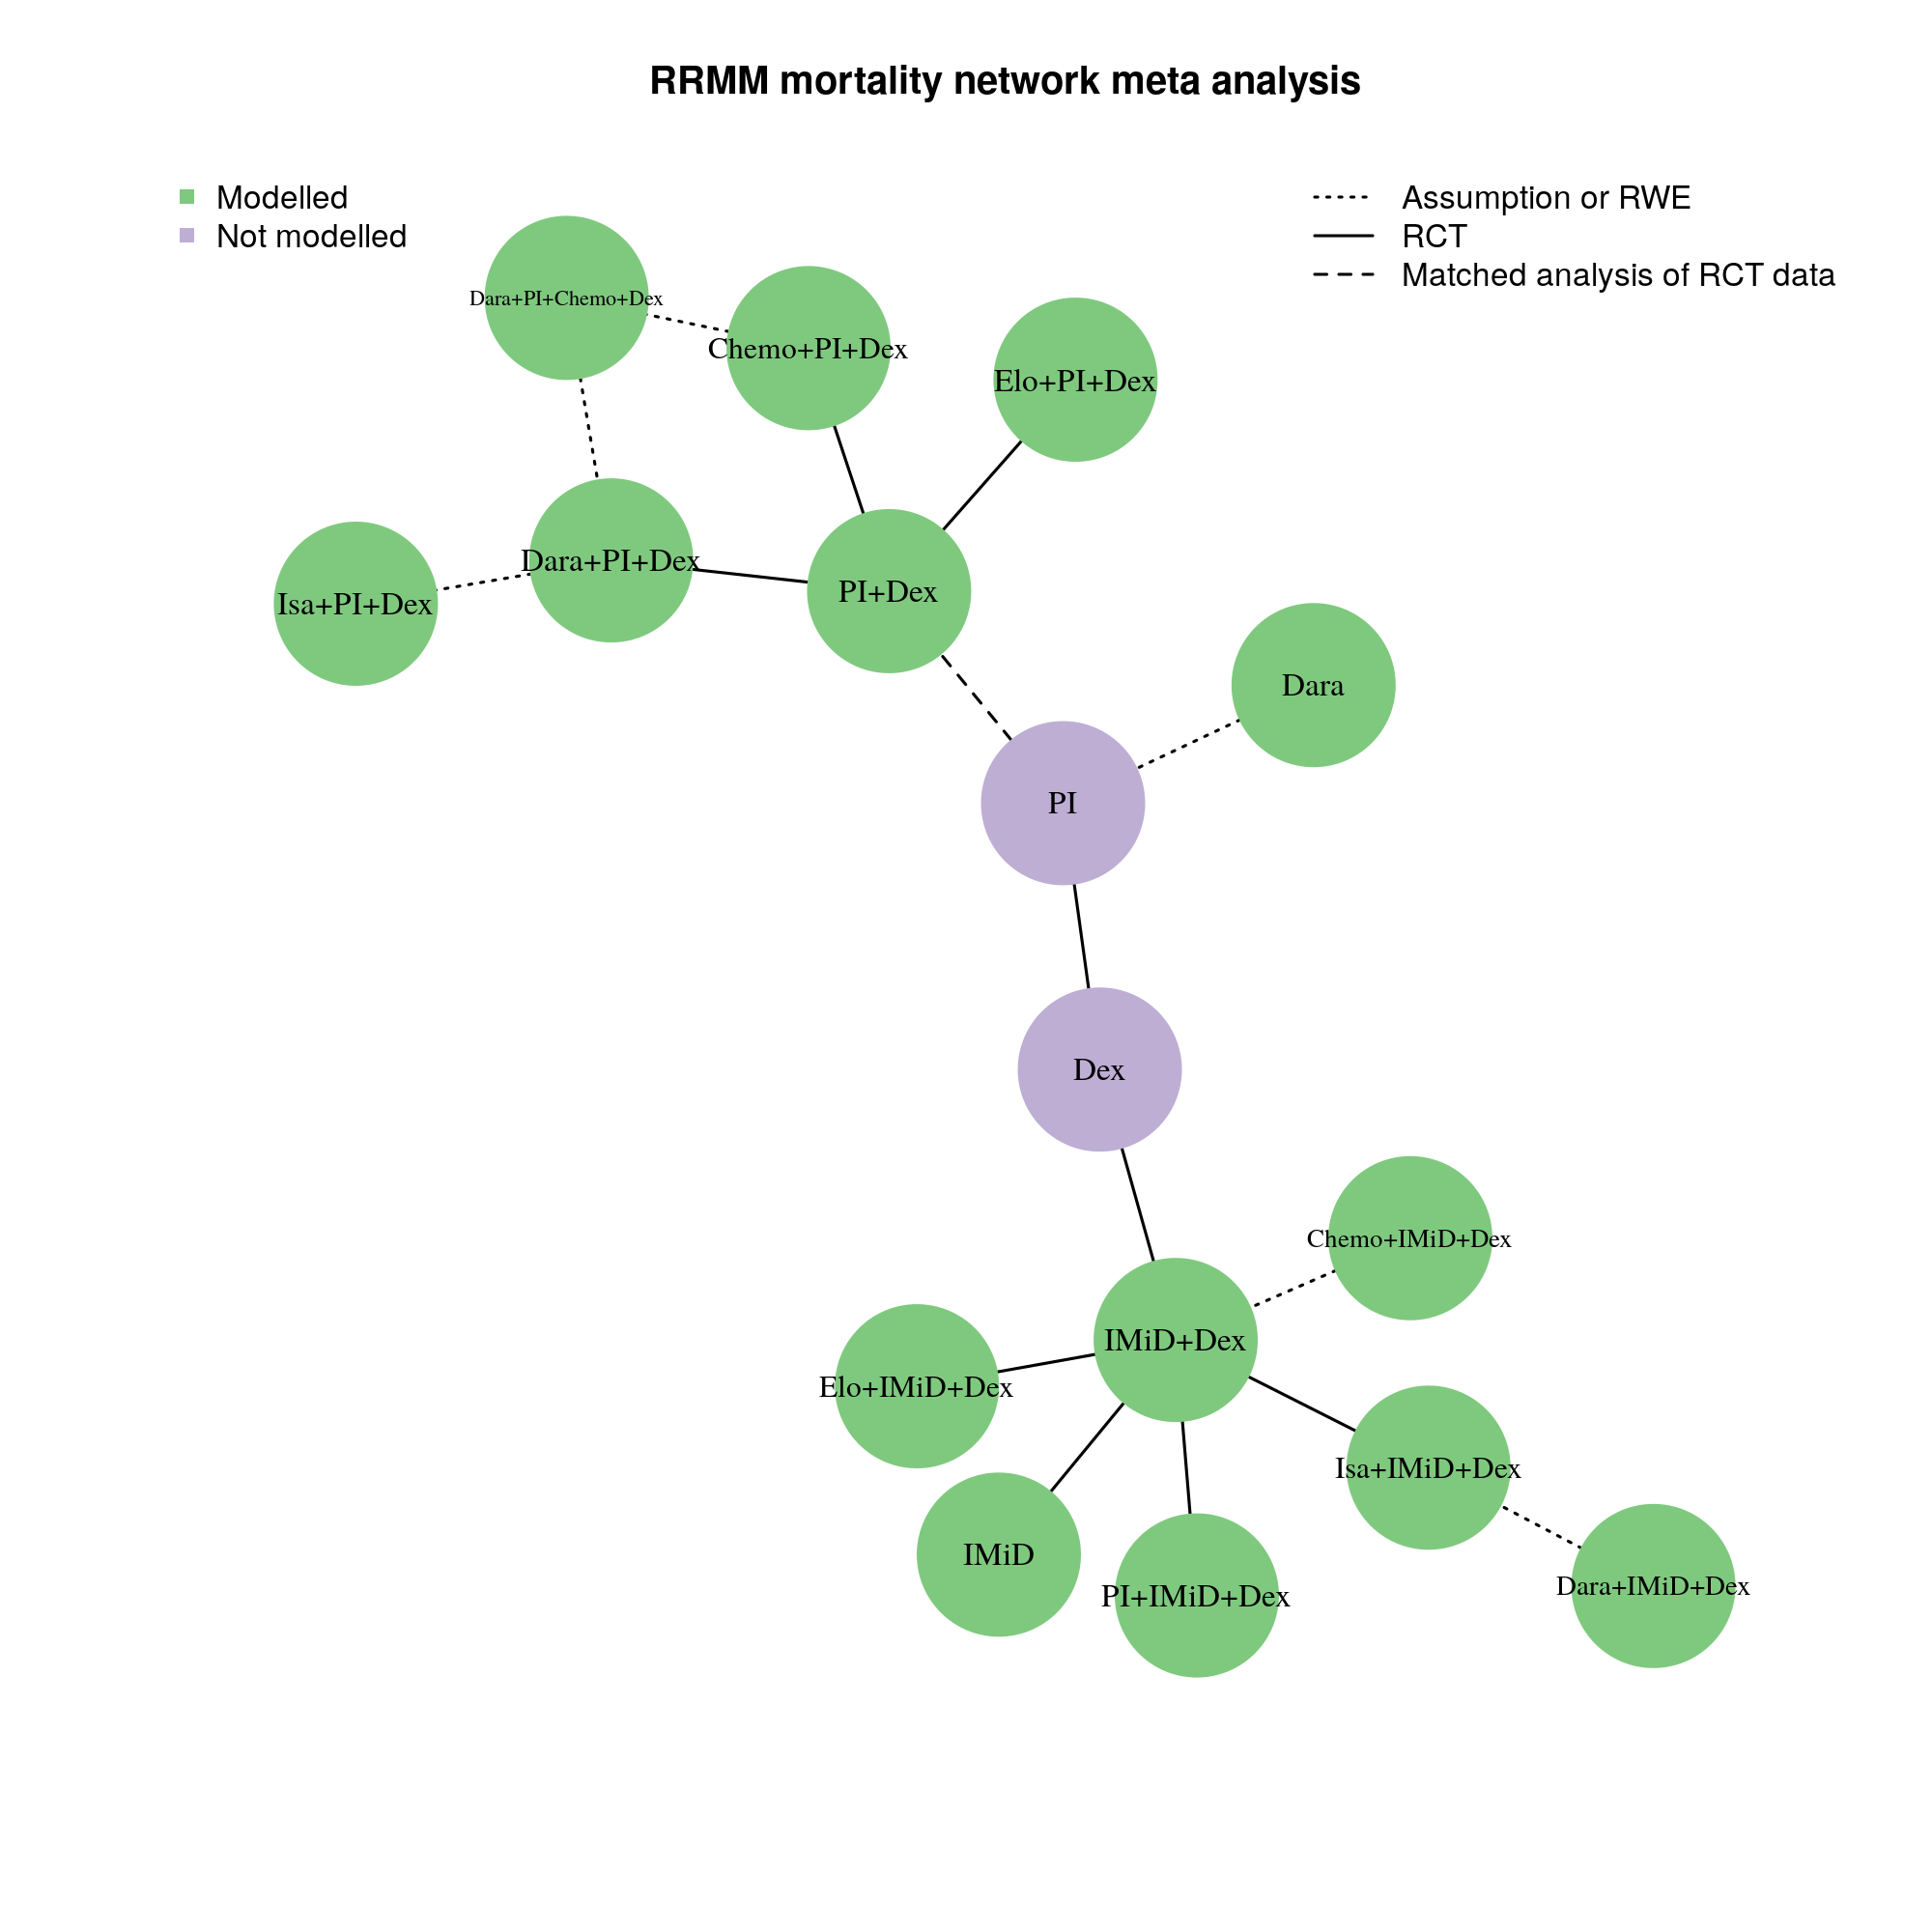 RRMM mortality network meta analysis
Modelled
Not modelled
Assumption or RWE
RCT
Matched analysis of RCT data
Dara+PI+Chemo+Dex
Chemo+PI+Dex
Elo+PI+Dex
Dara+PI+Dex
PI+Dex
Isa+PI+Dex
Dara
PI
Dex
Chemo+IMiD+Dex
IMiD+Dex
Elo+IMiD+Dex
Isa+IMiD+Dex
IMiD
PI+IMiD+Dex
Dara+IMiD+Dex